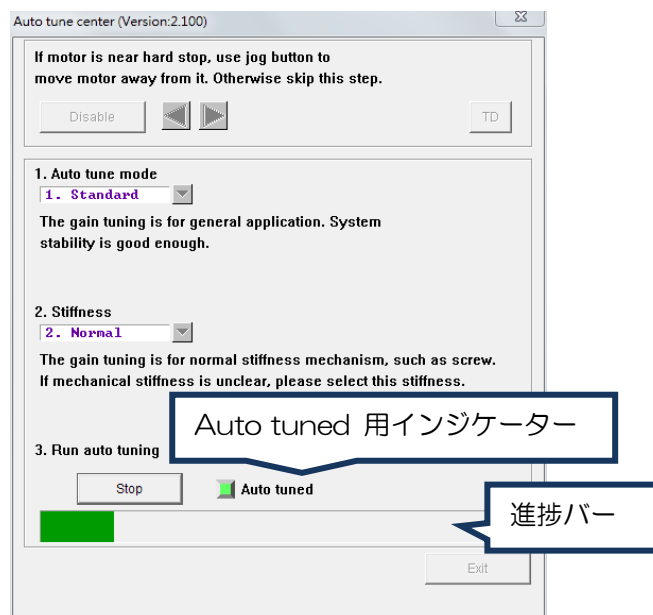 Auto tune center (Version:2.100)
If motor is near hard stop, use jog button to
move motor away from it. Otherwise skip this step.
Disable
TD
1. Auto tune mode
1. Standard
The gain tuning is for general application. System
stability is good enough.
2. Stiffness
2. Normal
The gain tuning is for normal stiffness mechanism, such as screw.
If mechanical stiffness is unclear, please select this stiffness.
Auto tuned 用インジケーター
3. Run auto tuning
Stop
Auto tuned
進捗バー
Exit